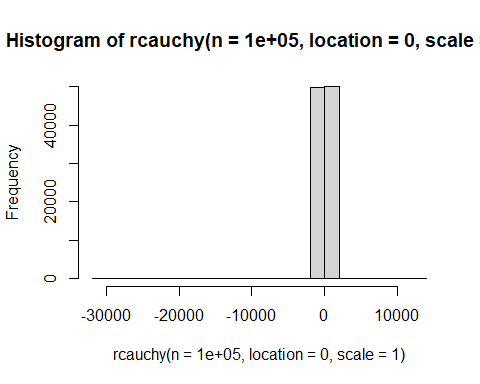 Histogram of rcauchy(n = 1e+05, location = 0, scale =
Frequency
40000
20000
0
-30000 -20000 -10000 0 10000
rcauchy(n = 1e+05, location = 0, scale = 1)